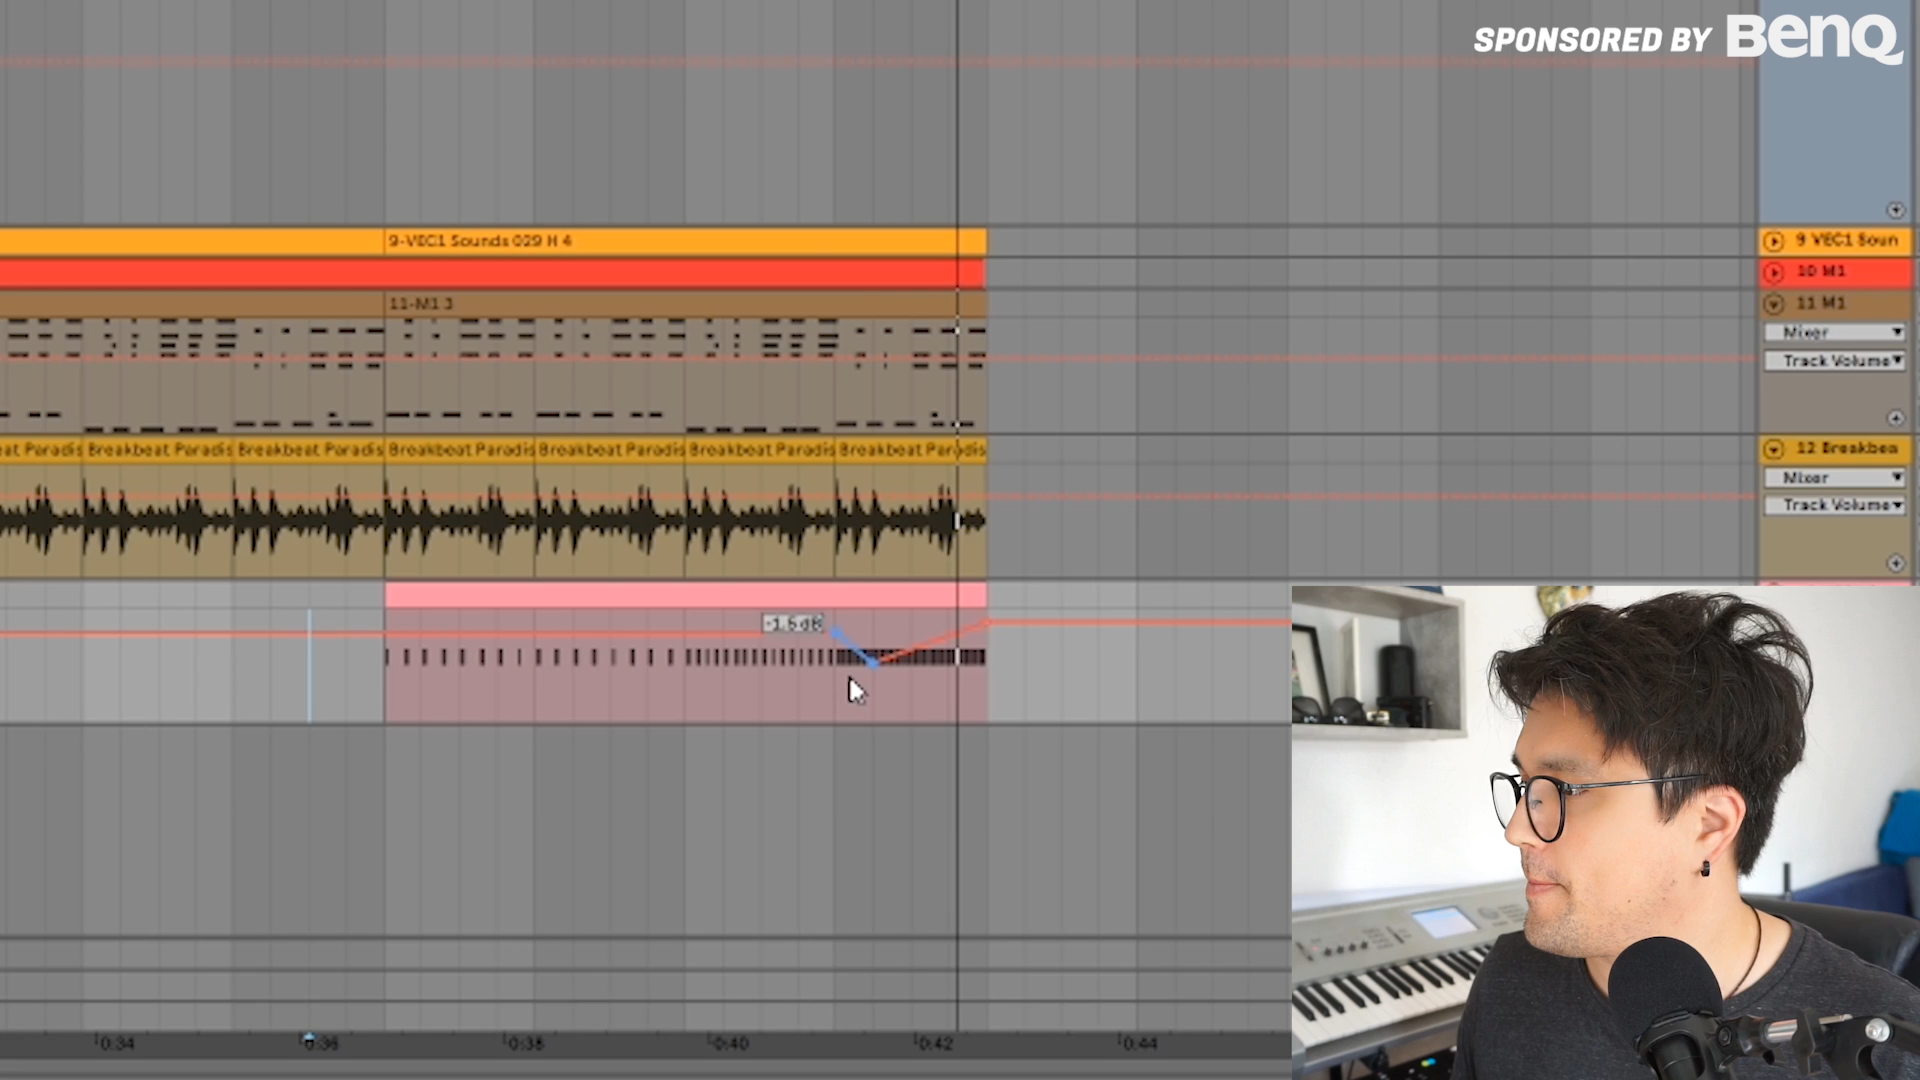 SPONSORED BY BenQ
9-VEC1 Sounds 029 H 4
9 VEC1 Soun
10 M1
11-M1 3
11 M1
Mixer
Track Volume
eat Paradis Breakbeat Paradis Breakbeat Paradis Breakbeat Paradis Breakbeat Paradis Breakbeat Paradis Breakbeat Paradis
12 Breakbea
Mixer
Track Volume
-1.5 dB
0:34 0:36 0:38 0:40 0:42 0:44